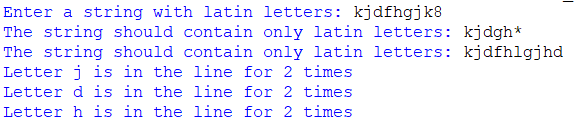 Enter a string with latin letters: kjdfhgjk8
The string should contain only latin letters: kjdgh*
The string should contain only latin letters: kjdfhlgjhd
Letter j is in the line for 2 times
Letter d is in the line for 2 times
Letter h is in the line for 2 times